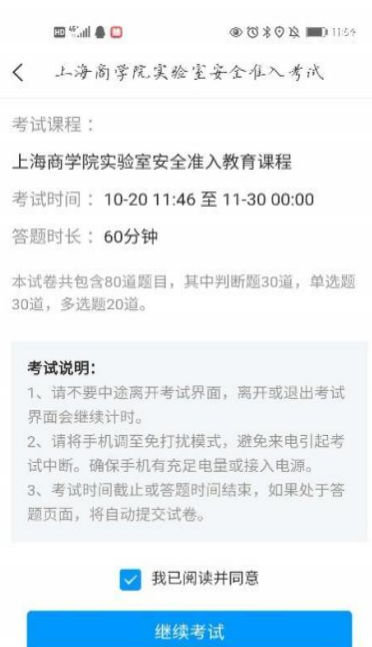 HD 11:54
上海商学院实验室安全准入考试
考试课程：
上海商学院实验室安全准入教育课程
考试时间：10-20 11:46 至 11-30 00:00
答题时长：60分钟
本试卷共包含80道题目，其中判断题30道，单选题
30道，多选题20道。
考试说明:
1、请不要中途离开考试界面，离开或退出考试
界面会继续计时。
2、请将手机调至免打扰模式，避免来电引起考
试中断。确保手机有充足电量或接入电源。
3、考试时间截止或答题时间结束，如果处于答
题页面，将自动提交试卷。
我已阅读并同意
继续考试